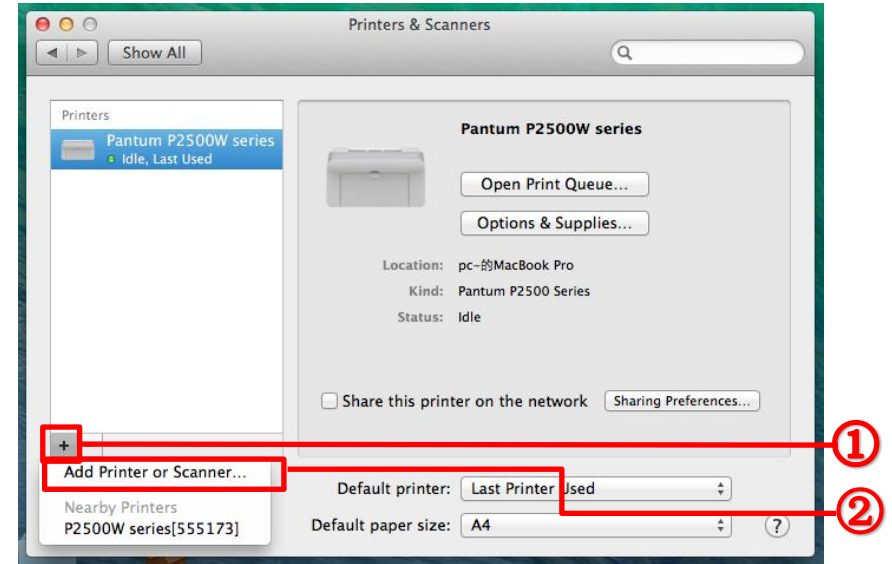 Printers & Scanners
Show All
Printers
Pantum P2500W series
Idle, Last Used
Pantum P2500W series
Open Print Queue...
Options & Supplies...
Location: pc-的MacBook Pro
Kind: Pantum P2500 Series
Status: Idle
Share this printer on the network Sharing Preferences...
+
①
Add Printer or Scanner...
Nearby Printers
P2500W series[555173]
Default printer: Last Printer Used
②
Default paper size: A4 ?